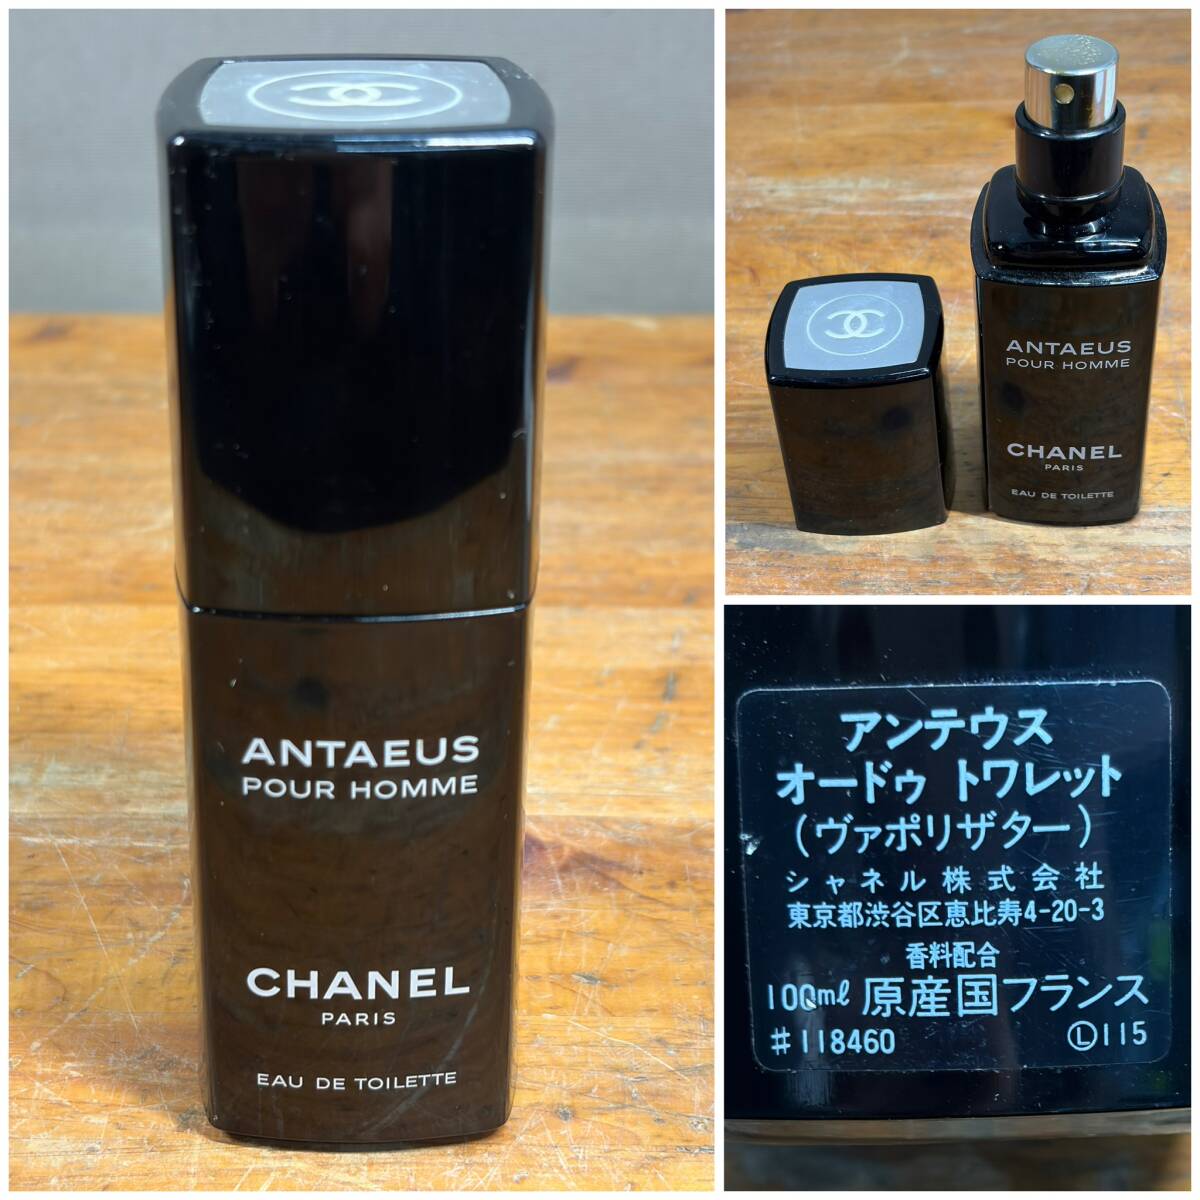 ANTAEUS
POUR HOMME
CHANEL
PARIS
EAU DE TOILETTE
ANTAEUS
POUR HOMME
CHANEL
PARIS
EAU DE TOILETTE
アンテウス
オードゥ トワレット
(ヴァポリザター)
シャネル株式会社
東京都渋谷区恵比寿4-20-3
香料配合
100ml 原産国フランス
#118460 Ⓛ115